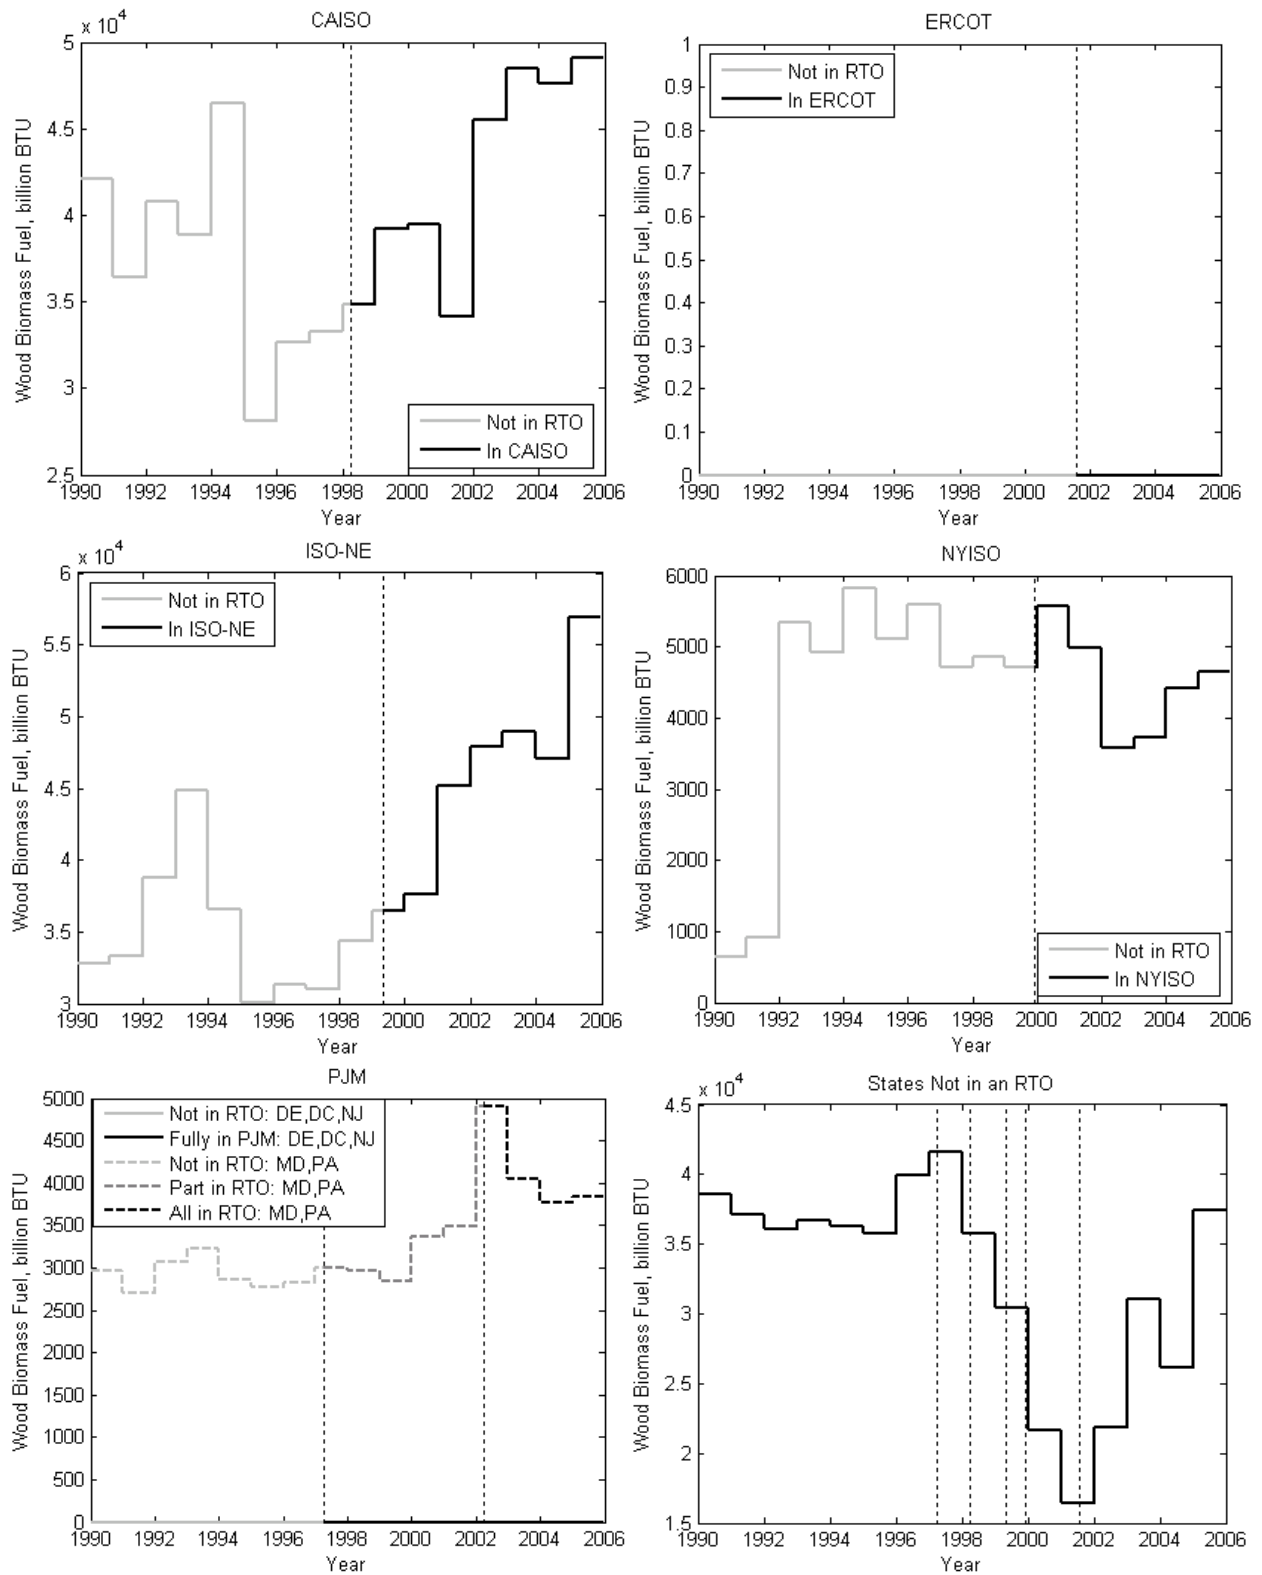 CAISO
x 10^4
5
4.5
4
3.5
3
2.5
Wood Biomass Fuel, billion BTU
Not in RTO
In CAISO
1990 1992 1994 1996 1998 2000 2002 2004 2006
Year
ERCOT
1
0.9
0.8
0.7
0.6
0.5
0.4
0.3
0.2
0.1
0
Wood Biomass Fuel, billion BTU
Not in RTO
In ERCOT
1990 1992 1994 1996 1998 2000 2002 2004 2006
Year
ISO-NE
x 10^4
6
5.5
5
4.5
4
3.5
3
Wood Biomass Fuel, billion BTU
Not in RTO
In ISO-NE
1990 1992 1994 1996 1998 2000 2002 2004 2006
Year
NYISO
6000
5000
4000
3000
2000
1000
0
Wood Biomass Fuel, billion BTU
Not in RTO
In NYISO
1990 1992 1994 1996 1998 2000 2002 2004 2006
Year
PJM
5000
4500
4000
3500
3000
2500
2000
1500
1000
500
0
Wood Biomass Fuel, billion BTU
Not in RTO: DE,DC,NJ
Fully in PJM: DE,DC,NJ
Not in RTO: MD,PA
Part in RTO: MD,PA
All in RTO: MD,PA
1990 1992 1994 1996 1998 2000 2002 2004 2006
Year
States Not in an RTO
x 10^4
4.5
4
3.5
3
2.5
2
1.5
Wood Biomass Fuel, billion BTU
1990 1992 1994 1996 1998 2000 2002 2004 2006
Year